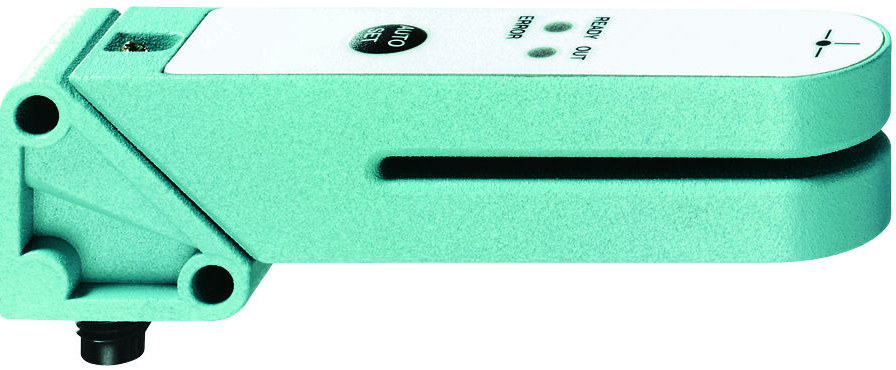 AUTO
SET
READY OUT
ERROR